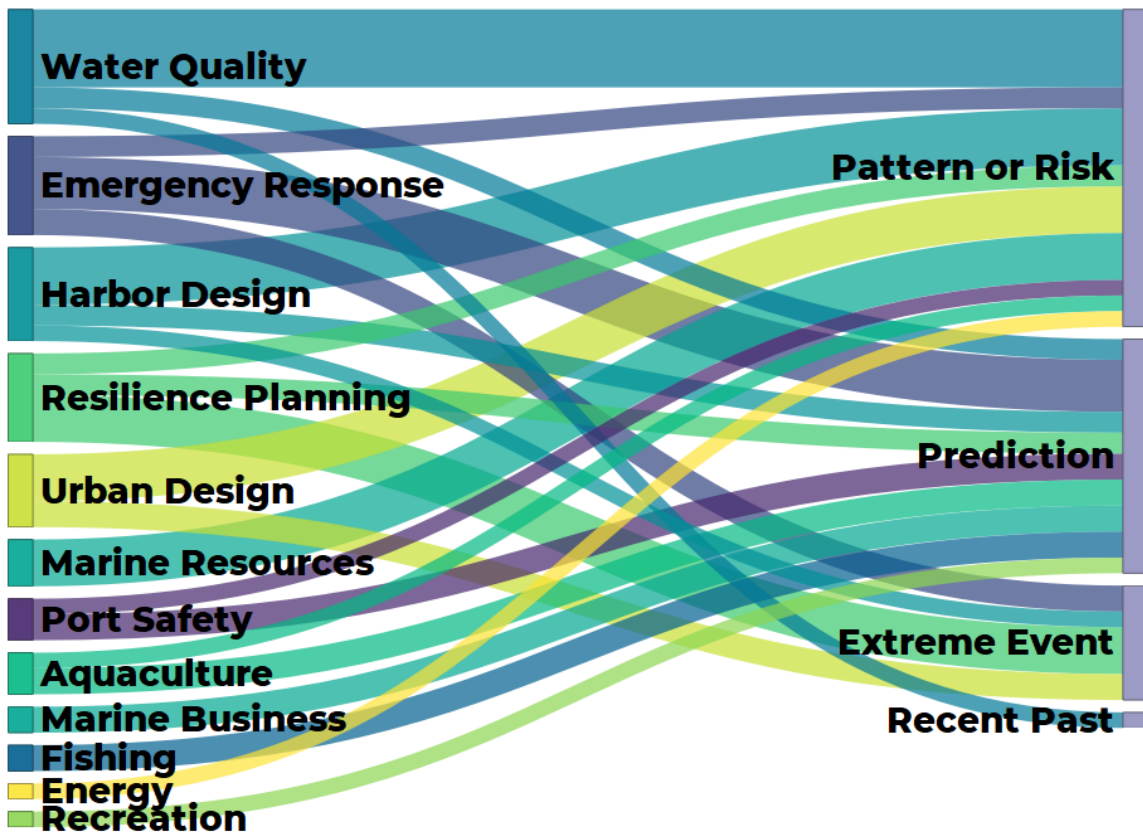 Water Quality
Emergency Response
Harbor Design
Resilience Planning
Urban Design
Marine Resources
Port Safety
Aquaculture
Marine Business
Fishing
Energy
Recreation
Pattern or Risk
Prediction
Extreme Event
Recent Past